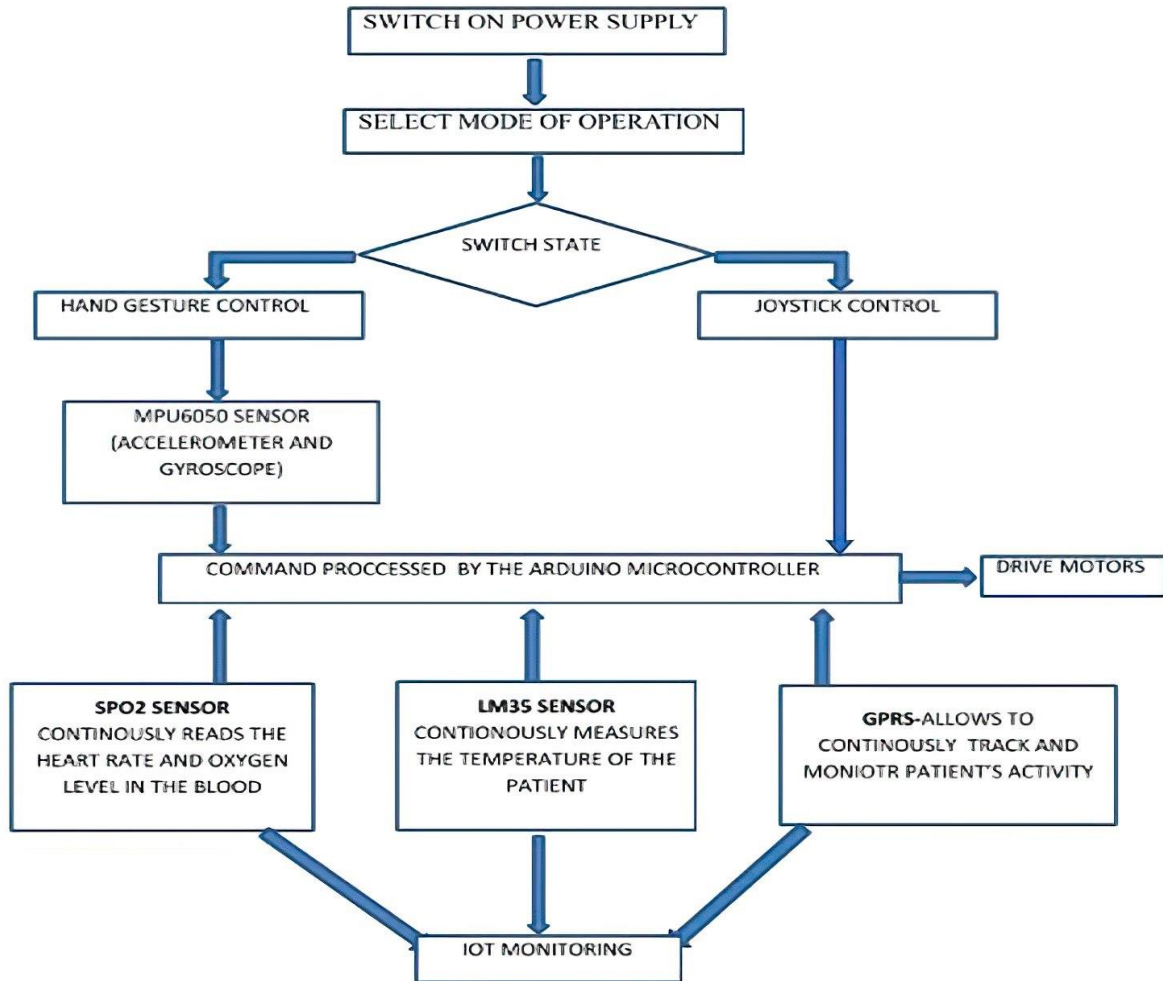 SWITCH ON POWER SUPPLY
SELECT MODE OF OPERATION
SWITCH STATE
HAND GESTURE CONTROL
JOYSTICK CONTROL
MPU6050 SENSOR
(ACCELEROMETER AND
GYROSCOPE)
COMMAND PROCCESSED BY THE ARDUINO MICROCONTROLLER
DRIVE MOTORS
SPO2 SENSOR
CONTINOUSLY READS THE
HEART RATE AND OXYGEN
LEVEL IN THE BLOOD
LM35 SENSOR
CONTIONOUSLY MEASURES
THE TEMPERATURE OF THE
PATIENT
GPRS-ALLOWS TO
CONTINOUSLY TRACK AND
MONIOTR PATIENT'S ACTIVITY
IOT MONITORING